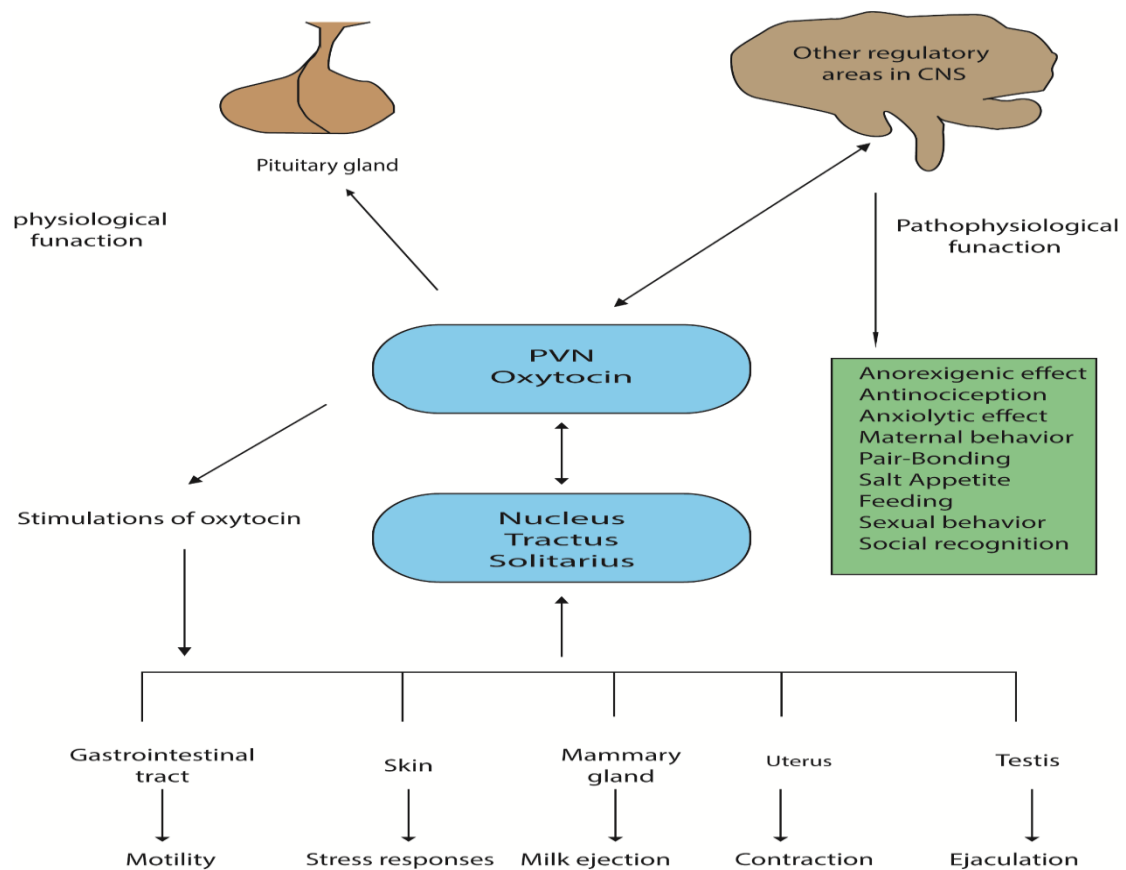 Other regulatory
areas in CNS
Pituitary gland
physiological
funaction
Pathophysiological
funaction
PVN
Oxytocin
Anorexigenic effect
Antinociception
Anxiolytic effect
Maternal behavior
Pair-Bonding
Salt Appetite
Feeding
Sexual behavior
Social recognition
Stimulations of oxytocin
Nucleus
Tractus
Solitarius
Gastrointestinal
tract
Skin
Mammary
gland
Uterus
Testis
Motility
Stress responses
Milk ejection
Contraction
Ejaculation